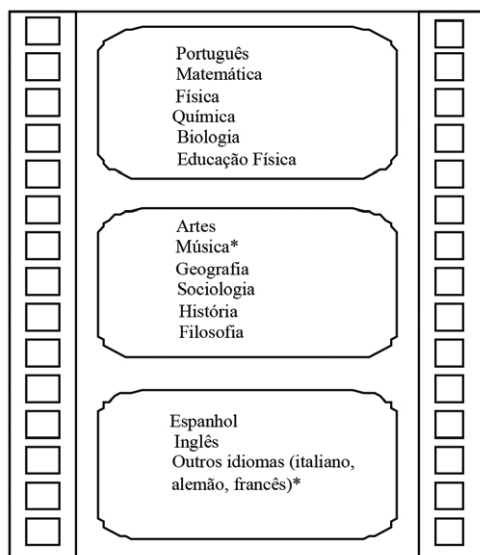 Português
Matemática
Física
Química
Biologia
Educação Física
Artes
Música*
Geografia
Sociologia
História
Filosofia
Espanhol
Inglês
Outros idiomas (italiano,
alemão, francês)*